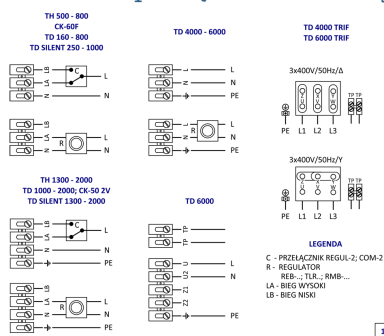 TH 500 - 800
CK-60F
TD 160 - 800
TD SILENT 250 - 1000
LB
LA
N
C
L
N
LB
LA
N
R
L
N
TH 1300 - 2000
TD 1000 - 2000; CK-50 2V
TD SILENT 1300 - 2000
LB
LA
N
C
L
N
PE
LB
LA
N
R
L
N
PE
TD 4000 - 6000
L
N
L
N
PE
L
N
R
L
N
PE
TD 6000
TP
TP
U
U2
Z1
Z2
L
N
PE
TD 4000 TRIF
TD 6000 TRIF
3x400V/50Hz/Δ
Z
U
X
V
Y
W
TP TP
PE L1 L2 L3
3x400V/50Hz/Y
Z
U
X
V
Y
W
TP TP
PE L1 L2 L3
LEGENDA
C - PRZEŁĄCZNIK REGUL-2; COM-2
R - REGULATOR
REB-..; TLR..; RMB-...
LA - BIEG WYSOKI
LB - BIEG NISKI
1